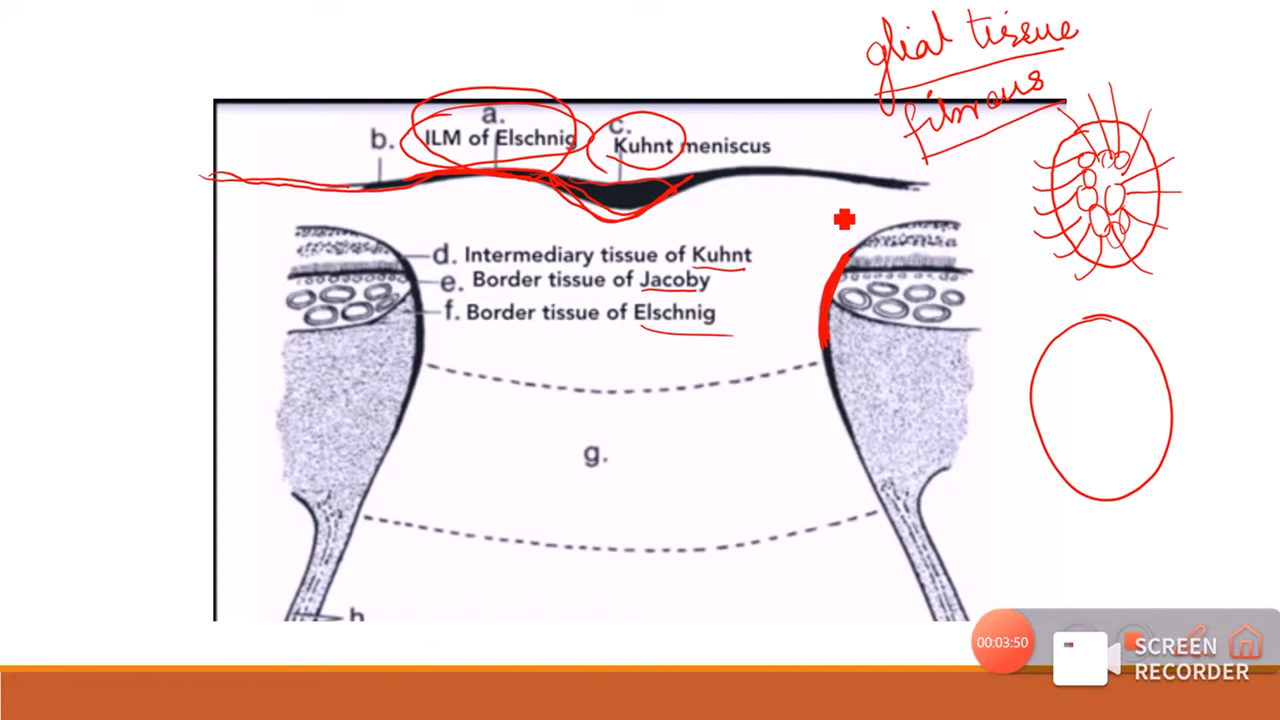 glial tissue
fibrous
a.
b.
ILM of Elschnig
c.
Kuhnt meniscus
d. Intermediary tissue of Kuhnt
e. Border tissue of Jacoby
f. Border tissue of Elschnig
g.
h
00:03:50
SCREEN
RECORDER